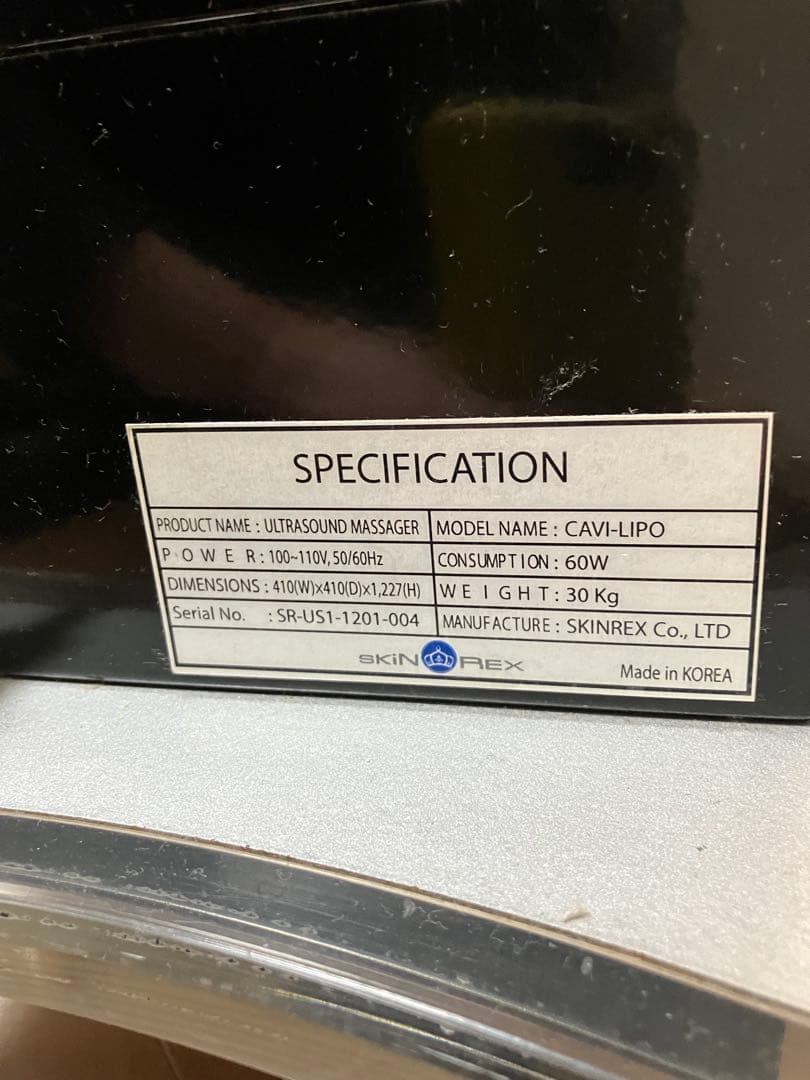 SPECIFICATION
PRODUCT NAME : ULTRASOUND MASSAGER
MODEL NAME : CAVI-LIPO
P O W E R : 100~110V, 50/60Hz
CONSUMPTION : 60W
DIMENSIONS : 410(W)x410(D)x1,227(H)
W E I G H T : 30 Kg
Serial No. : SR-US1-1201-004
MANUFACTURE : SKINREX Co., LTD
SKiN REX
Made in KOREA